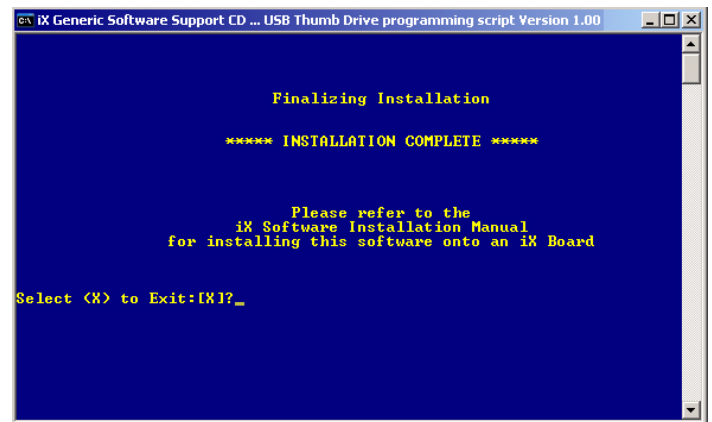 iX Generic Software Support CD ... USB Thumb Drive programming script Version 1.00
Finalizing Installation
***** INSTALLATION COMPLETE *****
Please refer to the
iX Software Installation Manual
for installing this software onto an iX Board
Select (X) to Exit:[X]?_